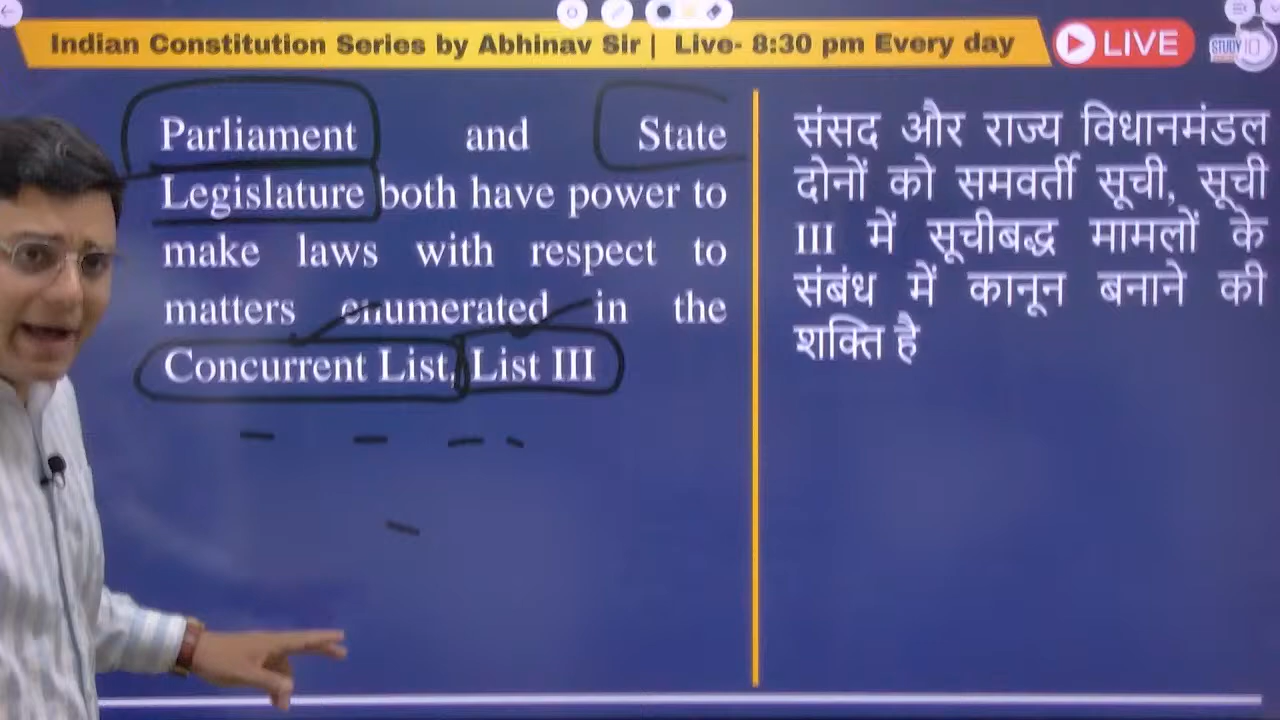 Indian Constitution Series by Abhinav Sir | Live- 8:30 pm Every day
LIVE
STUDY IQ
Parliament and State
Legislature both have power to
make laws with respect to
matters enumerated in the
Concurrent List, List III
संसद और राज्य विधानमंडल
दोनों को समवर्ती सूची, सूची
III में सूचीबद्ध मामलों के
संबंध में कानून बनाने की
शक्ति है